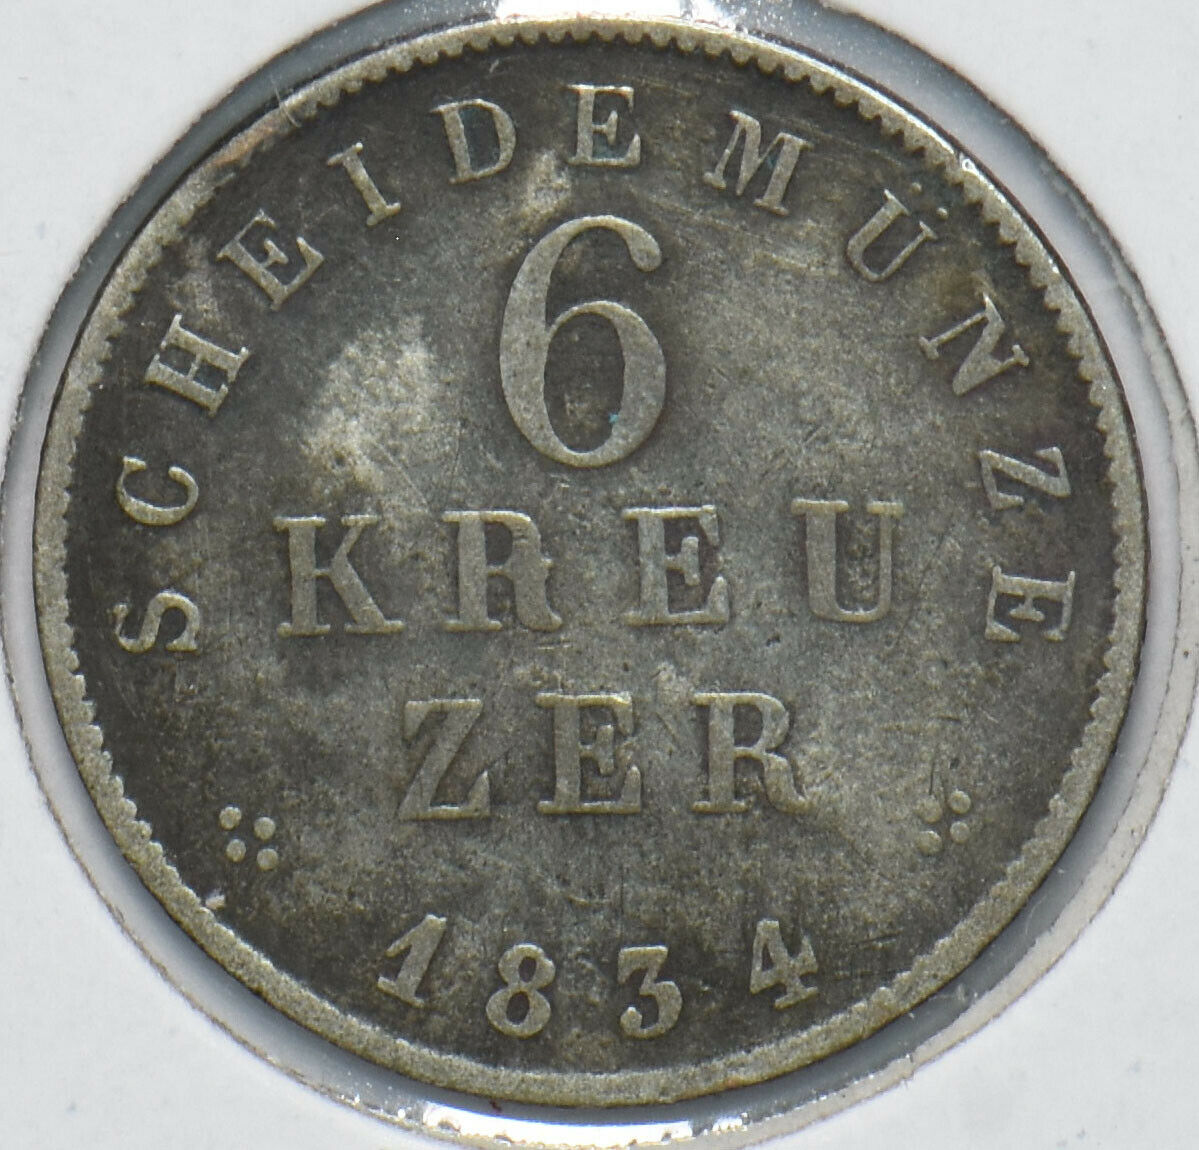 SCHEIDEMÜNZE
6
KREU
ZER
1834